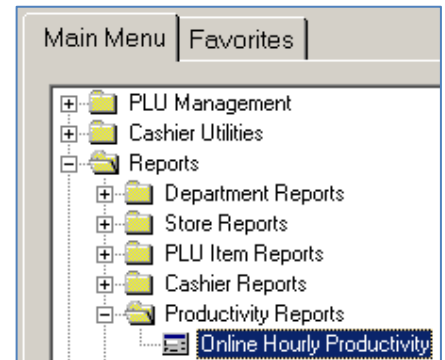 Main Menu Favorites
PLU Management
Cashier Utilities
Reports
Department Reports
Store Reports
PLU Item Reports
Cashier Reports
Productivity Reports
Online Hourly Productivity